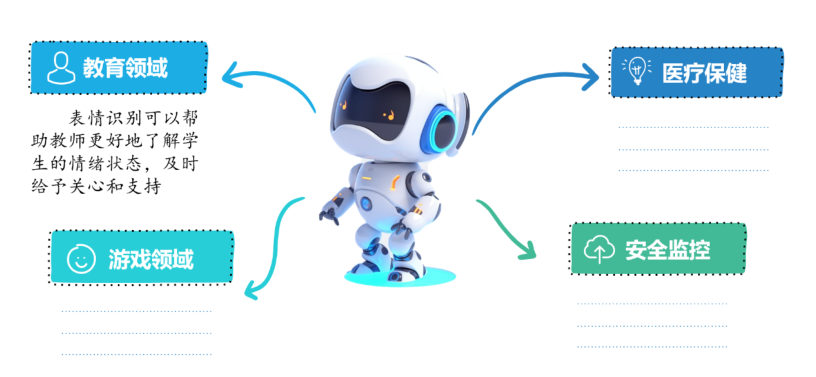 教育领域
表情识别可以帮
助教师更好地了解学
生的情绪状态，及时
给予关心和支持
医疗保健
游戏领域
安全监控